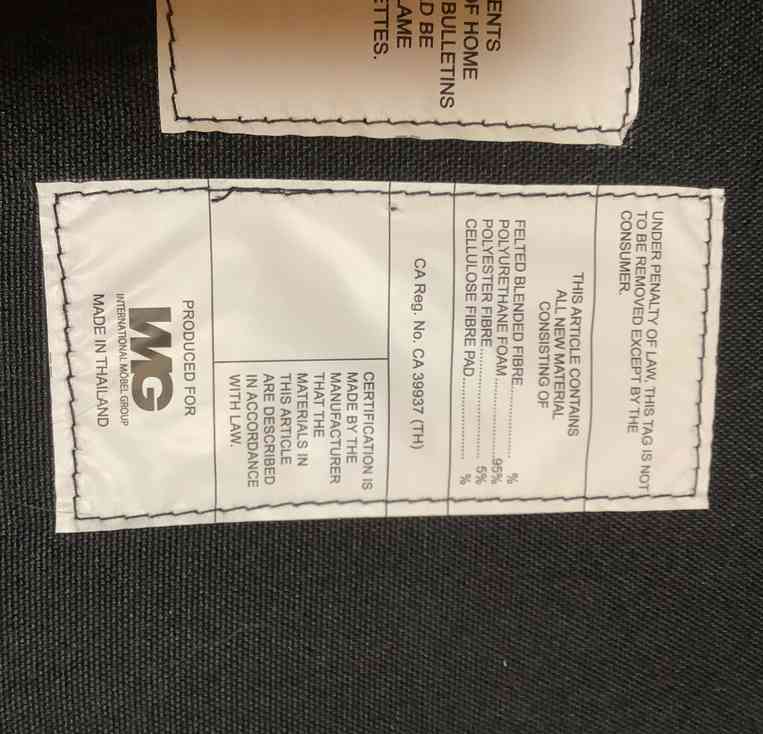 ENTS
OF HOME
BULLETINS
D BE
LAME
ETTES.
UNDER PENALTY OF LAW, THIS TAG IS NOT
TO BE REMOVED EXCEPT BY THE
CONSUMER.
THIS ARTICLE CONTAINS
ALL NEW MATERIAL
CONSISTING OF
FELTED BLENDED FIBRE.................%
POLYURETHANE FOAM.................95%
POLYESTER FIBRE.................5%
CELLULOSE FIBRE PAD.................%
CA Reg. No. CA 39937 (TH)
CERTIFICATION IS
MADE BY THE
MANUFACTURER
THAT THE
MATERIALS IN
THIS ARTICLE
ARE DESCRIBED
IN ACCORDANCE
WITH LAW.
PRODUCED FOR
IMG
INTERNATIONAL MÖBEL GROUP
MADE IN THAILAND